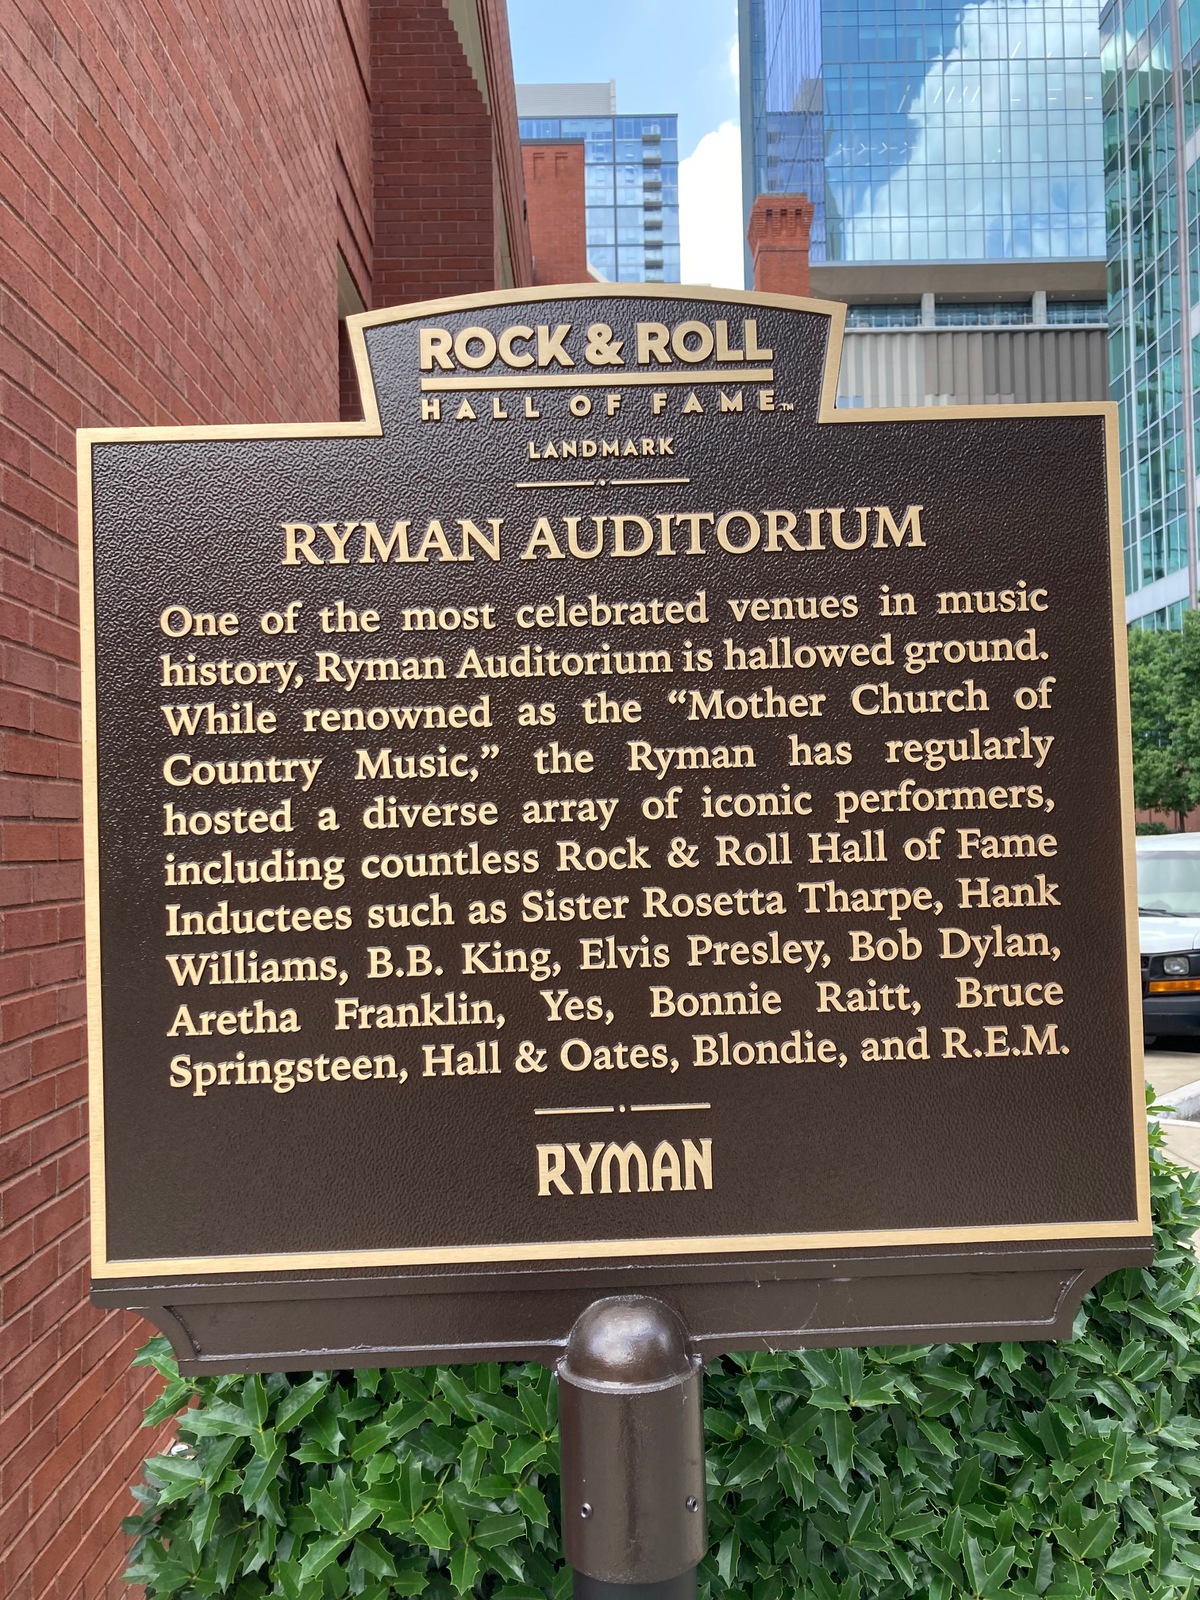 ROCK & ROLL
HALL OF FAME™
LANDMARK
RYMAN AUDITORIUM
One of the most celebrated venues in music
history, Ryman Auditorium is hallowed ground.
While renowned as the “Mother Church of
Country Music,” the Ryman has regularly
hosted a diverse array of iconic performers,
including countless Rock & Roll Hall of Fame
Inductees such as Sister Rosetta Tharpe, Hank
Williams, B.B. King, Elvis Presley, Bob Dylan,
Aretha Franklin, Yes, Bonnie Raitt, Bruce
Springsteen, Hall & Oates, Blondie, and R.E.M.
RYMAN